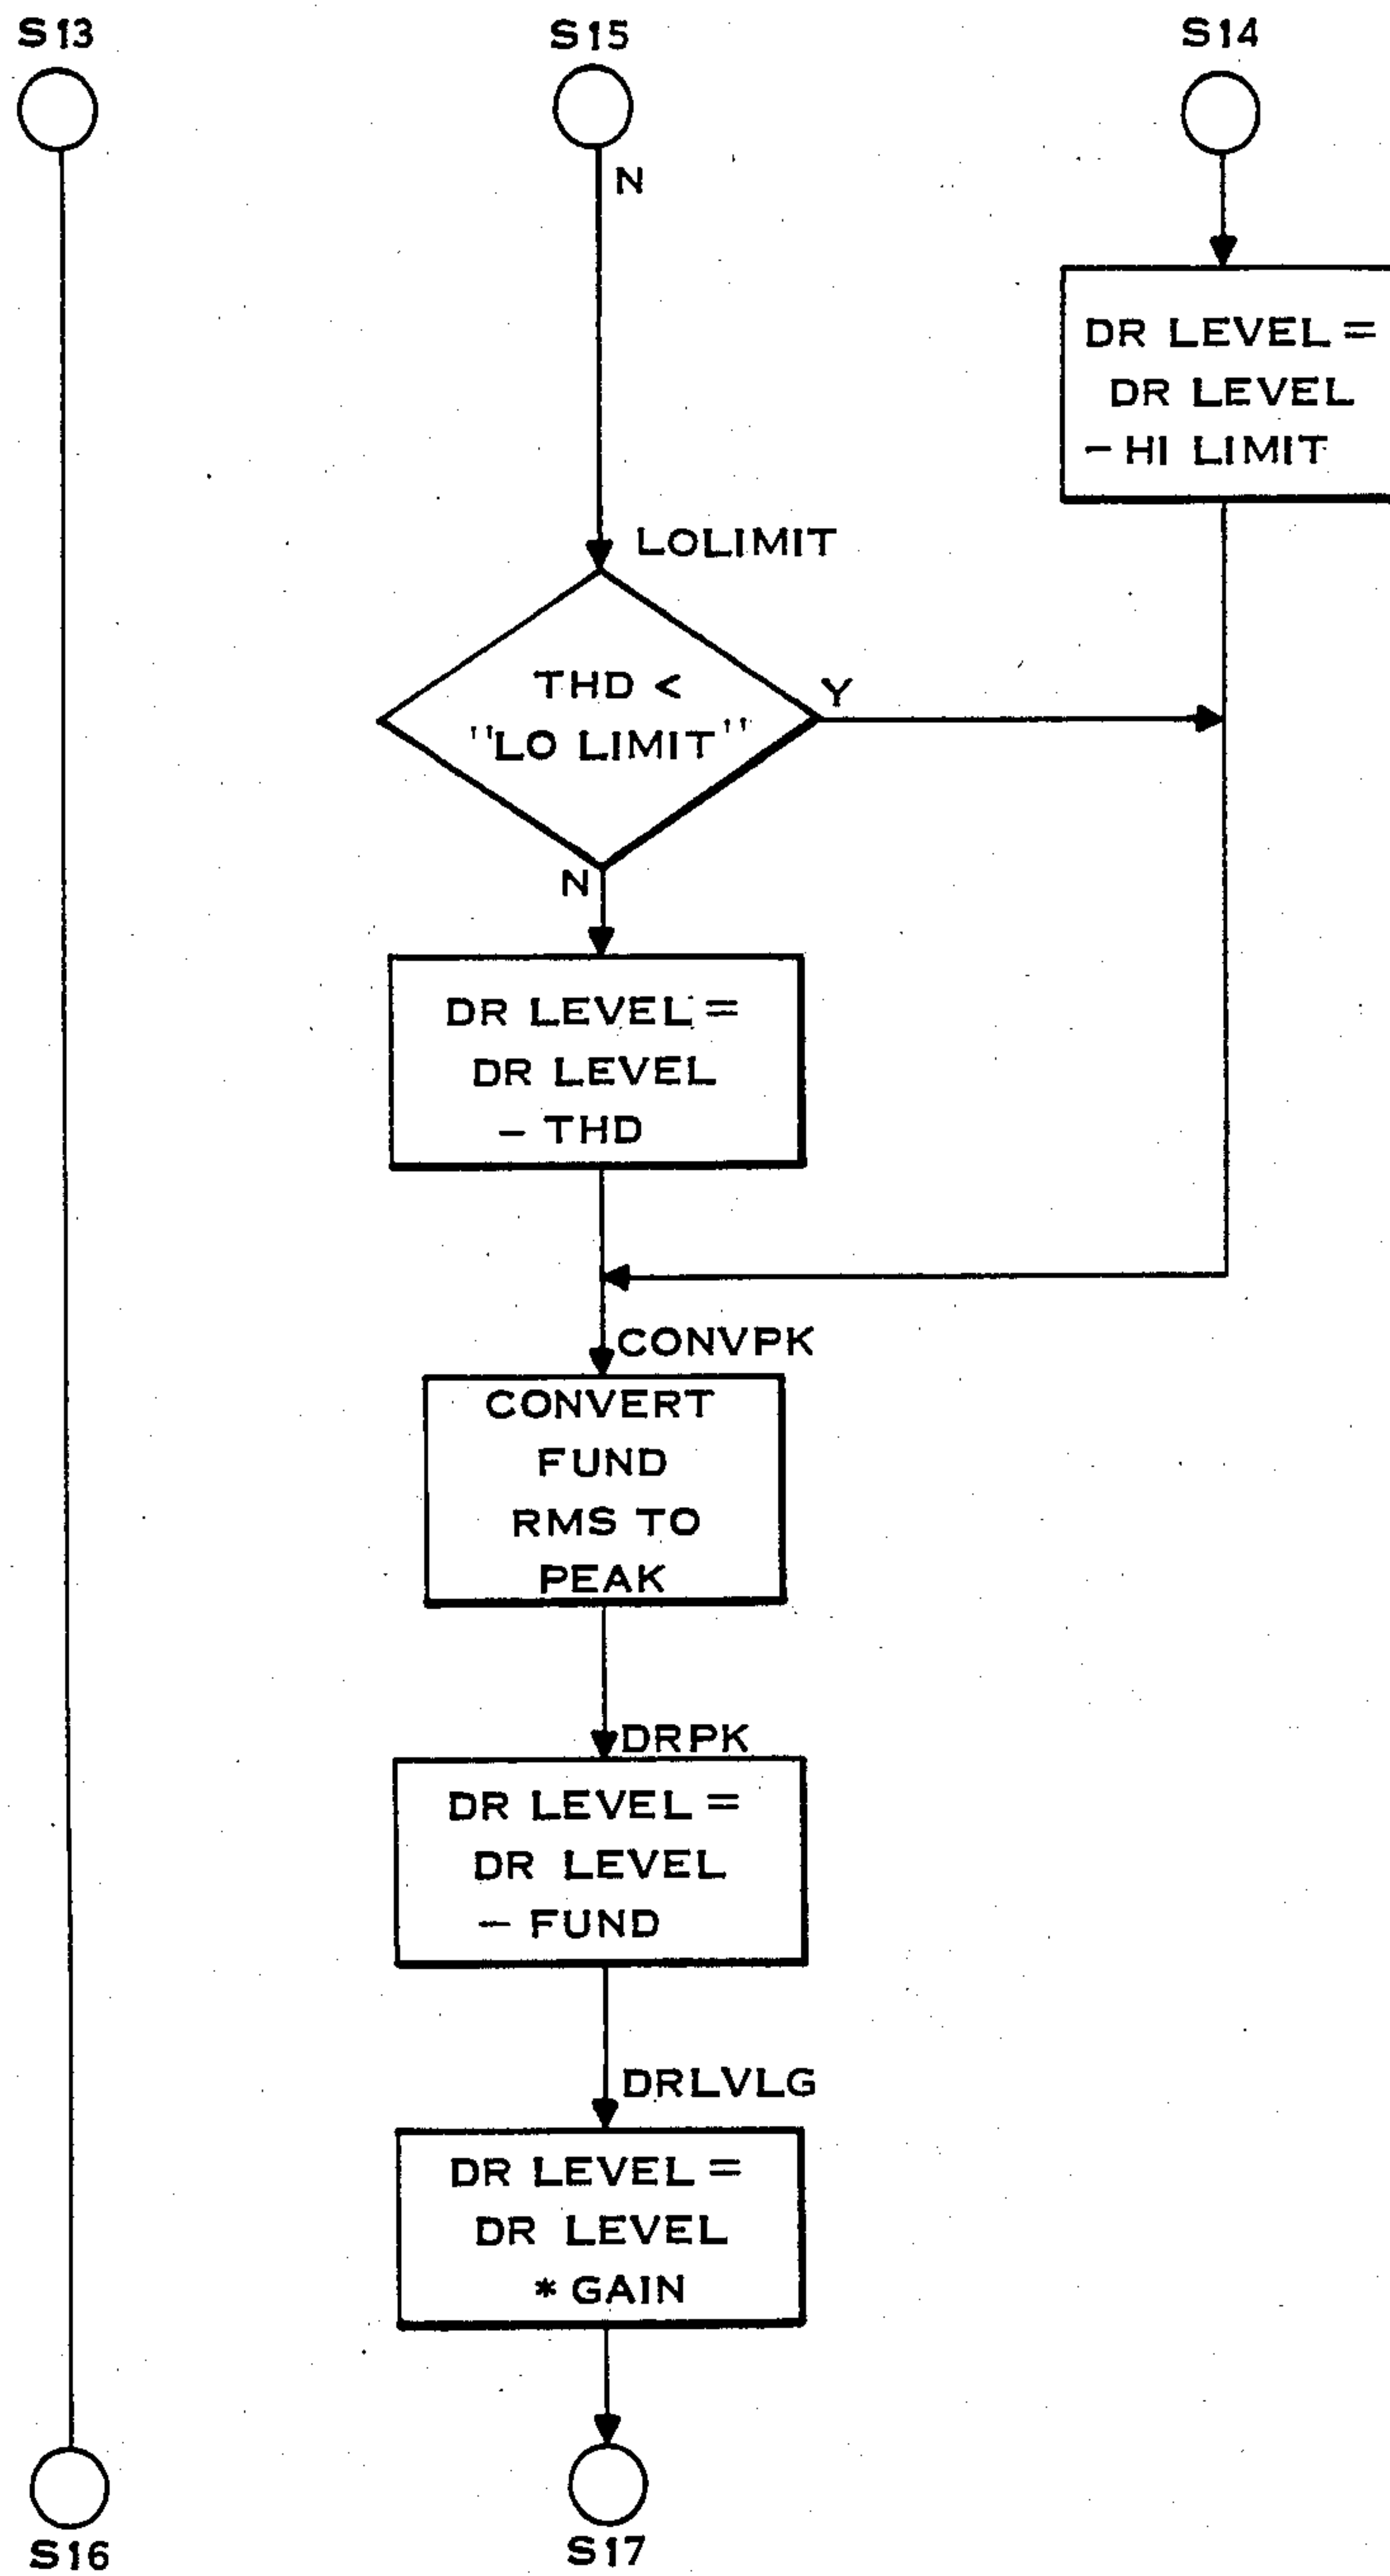 S13
S15
S14
N
DR LEVEL =
DR LEVEL
- HI LIMIT
LOLIMIT
THD <
"LO LIMIT"
Y
N
DR LEVEL =
DR LEVEL
- THD
CONVPK
CONVERT
FUND
RMS TO
PEAK
DRPK
DR LEVEL =
DR LEVEL
- FUND
DRLVLG
DR LEVEL =
DR LEVEL
* GAIN
S16
S17